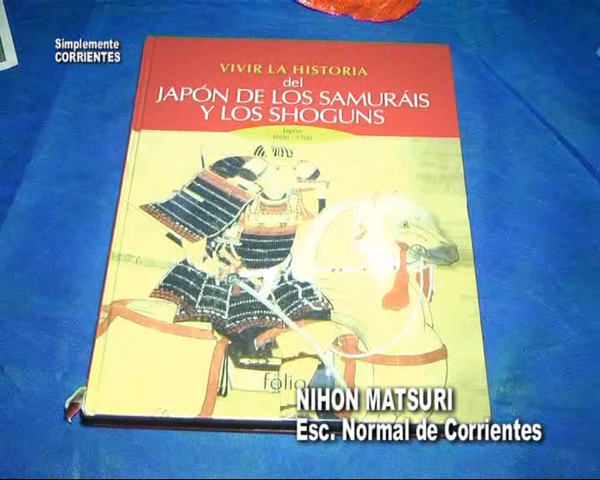 Simplemente
CORRIENTES
VIVIR LA HISTORIA
del
JAPÓN DE LOS SAMURÁIS
Y LOS SHOGUNS
Japón
folio
NIHON MATSURI
Esc. Normal de Corrientes